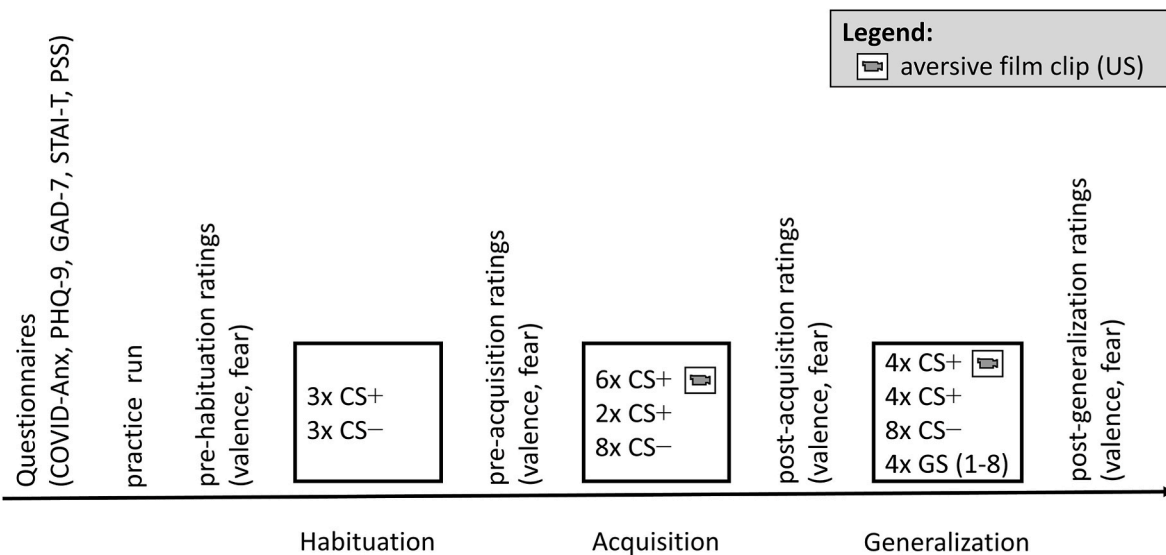 Legend:
aversive film clip (US)
Questionnaires
(COVID-Anx, PHQ-9, GAD-7, STAI-T, PSS)
practice run
pre-habituation ratings
(valence, fear)
3x CS+
3x CS−
pre-acquisition ratings
(valence, fear)
6x CS+
2x CS+
8x CS−
post-acquisition ratings
(valence, fear)
4x CS+
4x CS+
8x CS−
4x GS (1-8)
post-generalization ratings
(valence, fear)
Habituation
Acquisition
Generalization